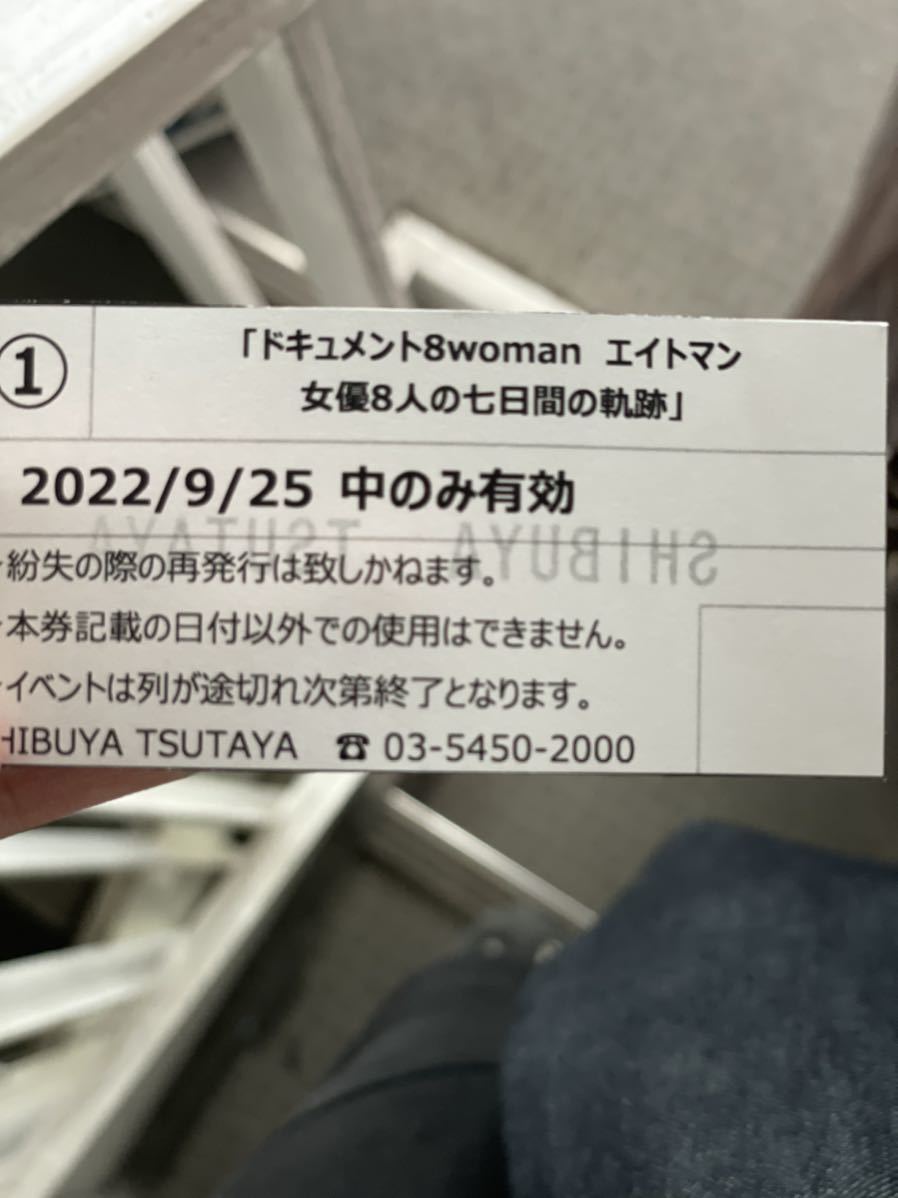 ①
「ドキュメント8woman エイトマン
女優8人の七日間の軌跡」
2022/9/25 中のみ有効
SHIBUYA TSUTAYA
・紛失の際の再発行は致しかねます。
・本券記載の日付以外での使用はできません。
・イベントは列が途切れ次第終了となります。
HIBUYA TSUTAYA ☎ 03-5450-2000